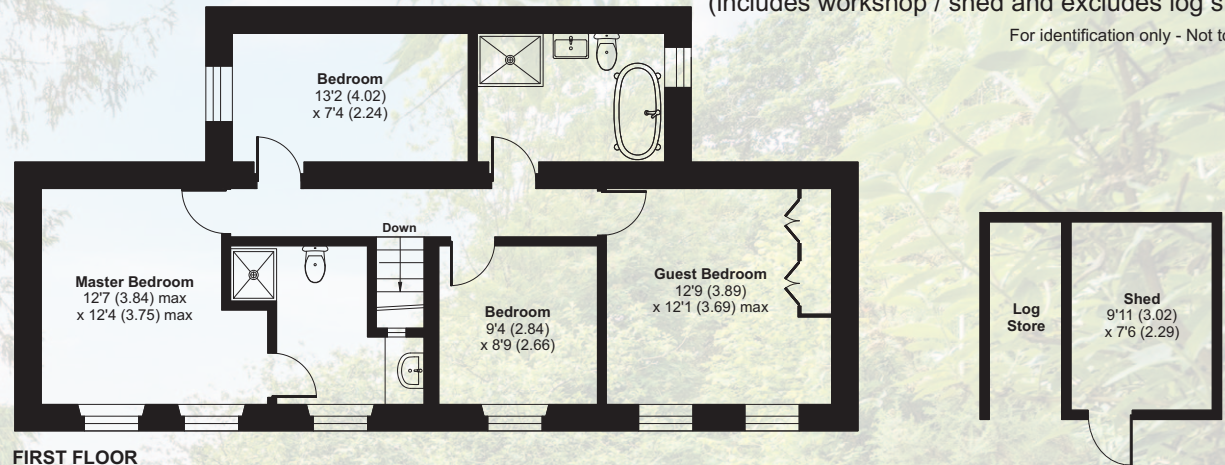 (includes workshop / shed and excludes log
For identification only - Not
Bedroom
13'2 (4.02)
x 7'4 (2.24)
Down
Master Bedroom
12'7 (3.84) max
x 12'4 (3.75) max
Bedroom
9'4 (2.84)
x 8'9 (2.66)
Guest Bedroom
12'9 (3.89)
x 12'1 (3.69) max
Log
Store
Shed
9'11 (3.02)
x 7'6 (2.29)
FIRST FLOOR